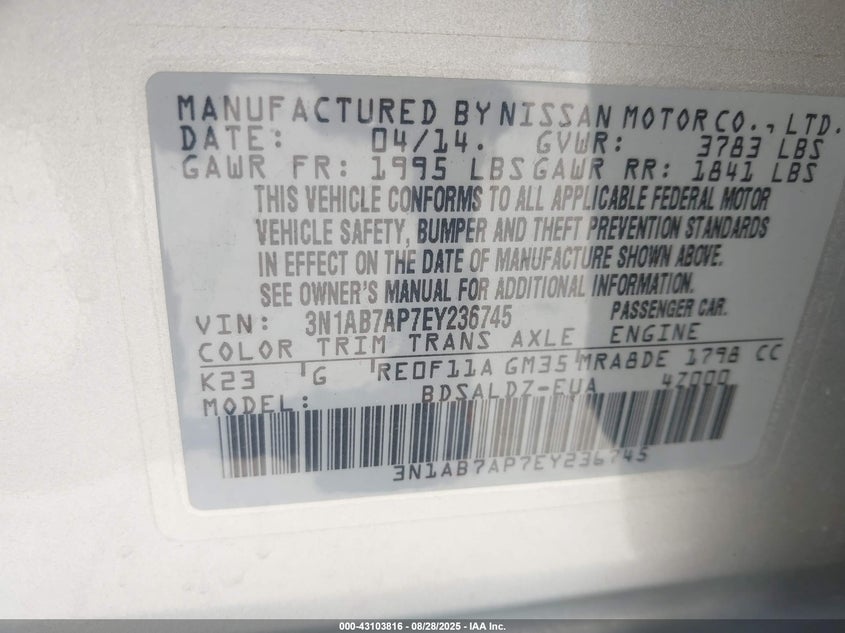 MANUFACTURED BY NISSAN MOTOR CO., LTD.
DATE: 04/14. GVWR: 3783 LBS
GAWR FR: 1995 LBS GAWR RR: 1841 LBS
THIS VEHICLE CONFORMS TO ALL APPLICABLE FEDERAL MOTOR
VEHICLE SAFETY, BUMPER AND THEFT PREVENTION STANDARDS
IN EFFECT ON THE DATE OF MANUFACTURE SHOWN ABOVE.
SEE OWNER'S MANUAL FOR ADDITIONAL INFORMATION.
VIN: 3N1AB7AP7EY236745 PASSENGER CAR.
COLOR TRIM TRANS AXLE ENGINE
K23 G RE0F11A GM35 MRA8DE 1798 CC
MODEL: BDSALDZ-EUA 47000
3N1AB7AP7EY236745
000-43103816 - 08/28/2025 - IAA Inc.